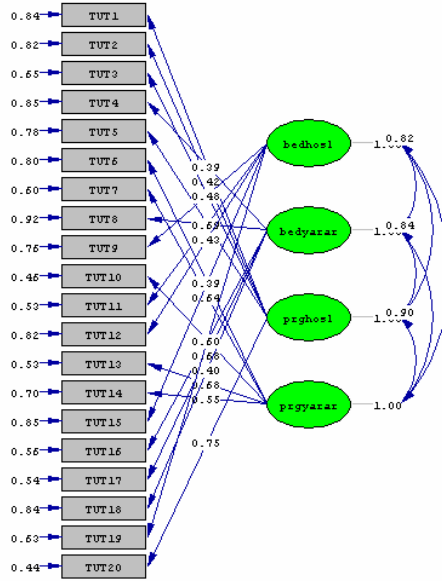 0.84 TUT1
0.82 TUT2
0.65 TUT3
0.85 TUT4
0.78 TUT5
0.80 TUT6
0.60 TUT7
0.92 TUT8
0.76 TUT9
0.46 TUT10
0.53 TUT11
0.82 TUT12
0.53 TUT13
0.70 TUT14
0.85 TUT15
0.56 TUT16
0.54 TUT17
0.84 TUT18
0.63 TUT19
0.44 TUT20
0.39
0.42
0.48
0.43
0.39
0.64
0.60
0.68
0.40
0.68
0.55
0.75
bedhos1
bedyarar
prghos1
prgyarar
0.82
0.84
0.90
1.00